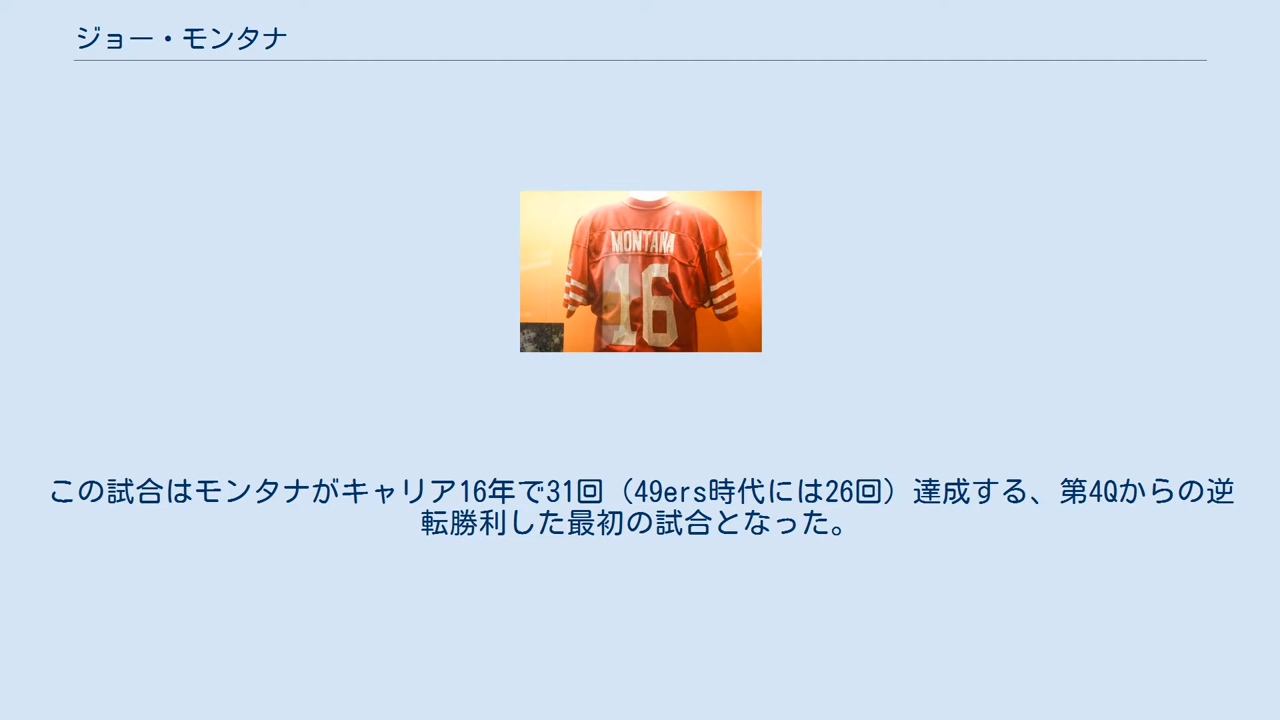 ジョー・モンタナ
MONTANA
16
1
この試合はモンタナがキャリア16年で31回（49ers時代には26回）達成する、第4Qからの逆
転勝利した最初の試合となった。